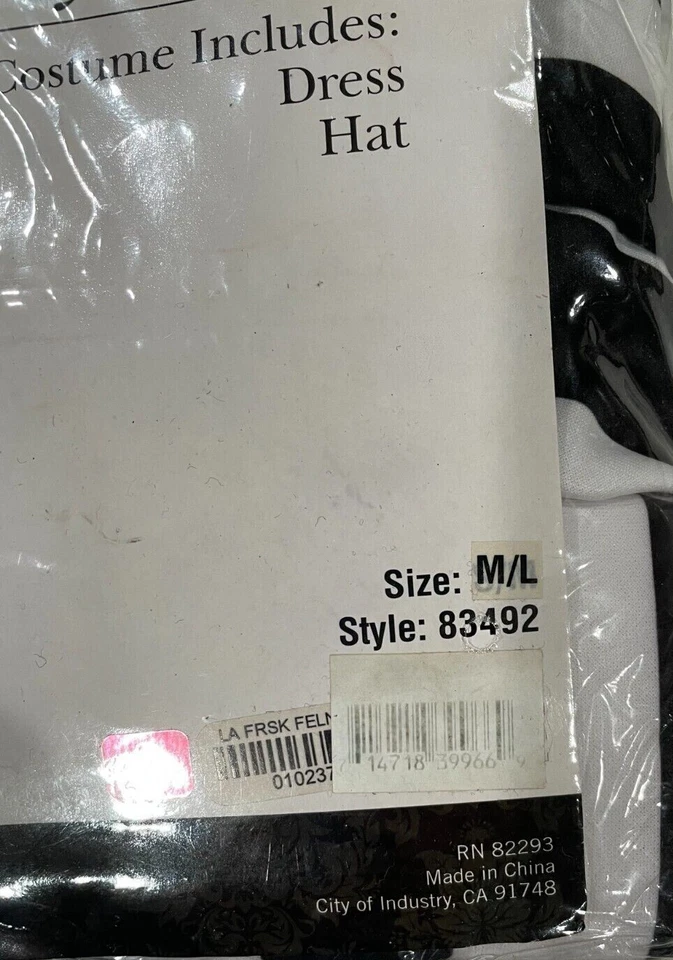 Costume Includes:
Dress
Hat
Size: M/L
Style: 83492
LA FRSK FELN
010237
14718 39966 9
RN 82293
Made in China
City of Industry, CA 91748